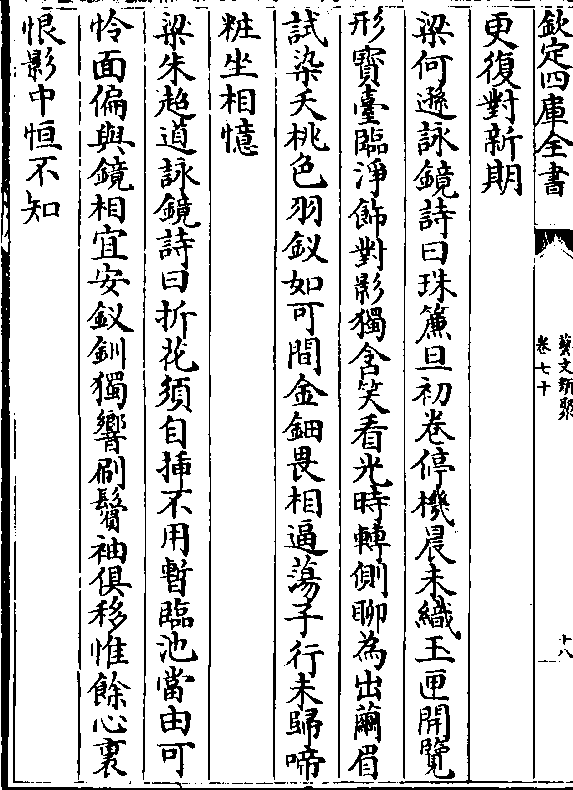 欽定四庫全書
藝文類聚
卷七十
十八
更復對新期
梁何遜詠鏡詩曰珠簾旦初卷停機晨未織玉匣開覽
形寶臺臨淨飾對影獨含笑看光時轉側聊為出繭眉
試染夭桃色羽釵如可間金鈿畏相逼蕩子行未歸啼
粧坐相憶
梁朱超道詠鏡詩曰折花須自插不用暫臨池當由可
怜面偏與鏡相宜安釵釧獨響刷鬢袖俱移惟餘心裏
恨影中恒不知